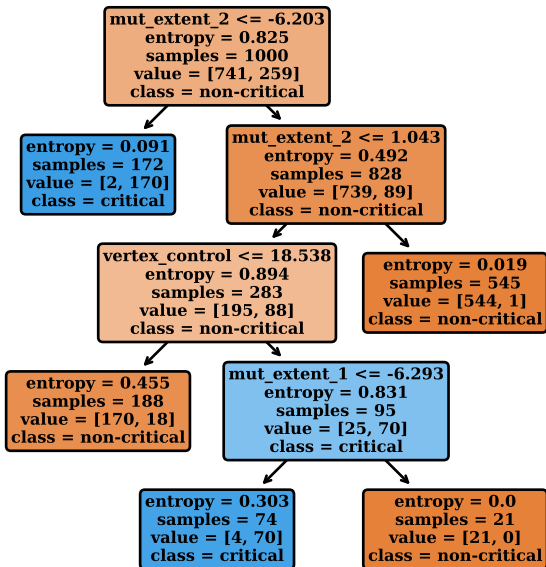 mut_extent_2 <= -6.203
entropy = 0.825
samples = 1000
value = [741, 259]
class = non-critical
entropy = 0.091
samples = 172
value = [2, 170]
class = critical
mut_extent_2 <= 1.043
entropy = 0.492
samples = 828
value = [739, 89]
class = non-critical
vertex_control <= 18.538
entropy = 0.894
samples = 283
value = [195, 88]
class = non-critical
entropy = 0.019
samples = 545
value = [544, 1]
class = non-critical
entropy = 0.455
samples = 188
value = [170, 18]
class = non-critical
mut_extent_1 <= -6.293
entropy = 0.831
samples = 95
value = [25, 70]
class = critical
entropy = 0.303
samples = 74
value = [4, 70]
class = critical
entropy = 0.0
samples = 21
value = [21, 0]
class = non-critical